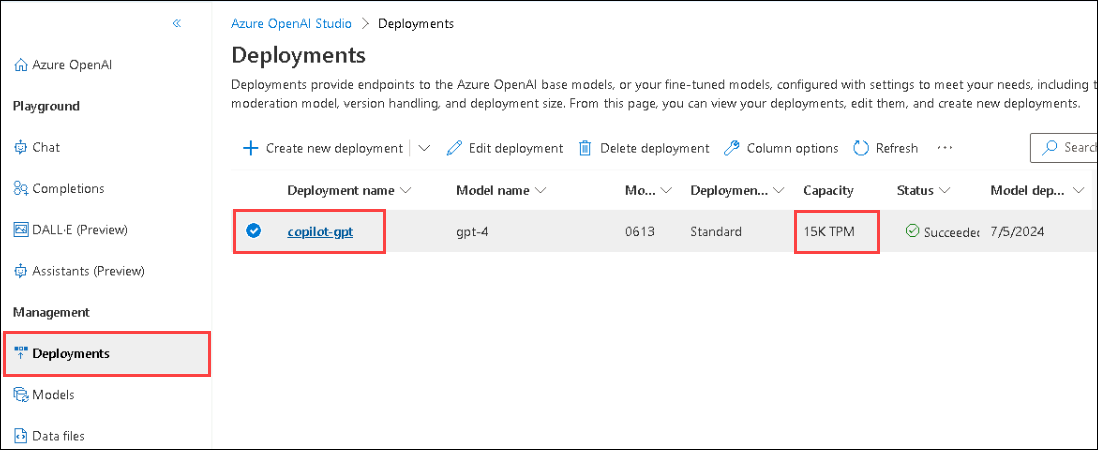 «
Azure OpenAI Studio > Deployments
Azure OpenAI
Playground
Chat
Completions
DALL·E (Preview)
Assistants (Preview)
Management
Deployments
Models
Data files
Deployments
Deployments provide endpoints to the Azure OpenAI base models, or your fine-tuned models, configured with settings to meet your needs, including t
moderation model, version handling, and deployment size. From this page, you can view your deployments, edit them, and create new deployments.
Create new deployment Edit deployment Delete deployment Column options Refresh ··· Search
Deployment name Model name Mo... Deploymen... Capacity Status Model dep...
copilot-gpt gpt-4 0613 Standard 15K TPM Succeeded 7/5/2024